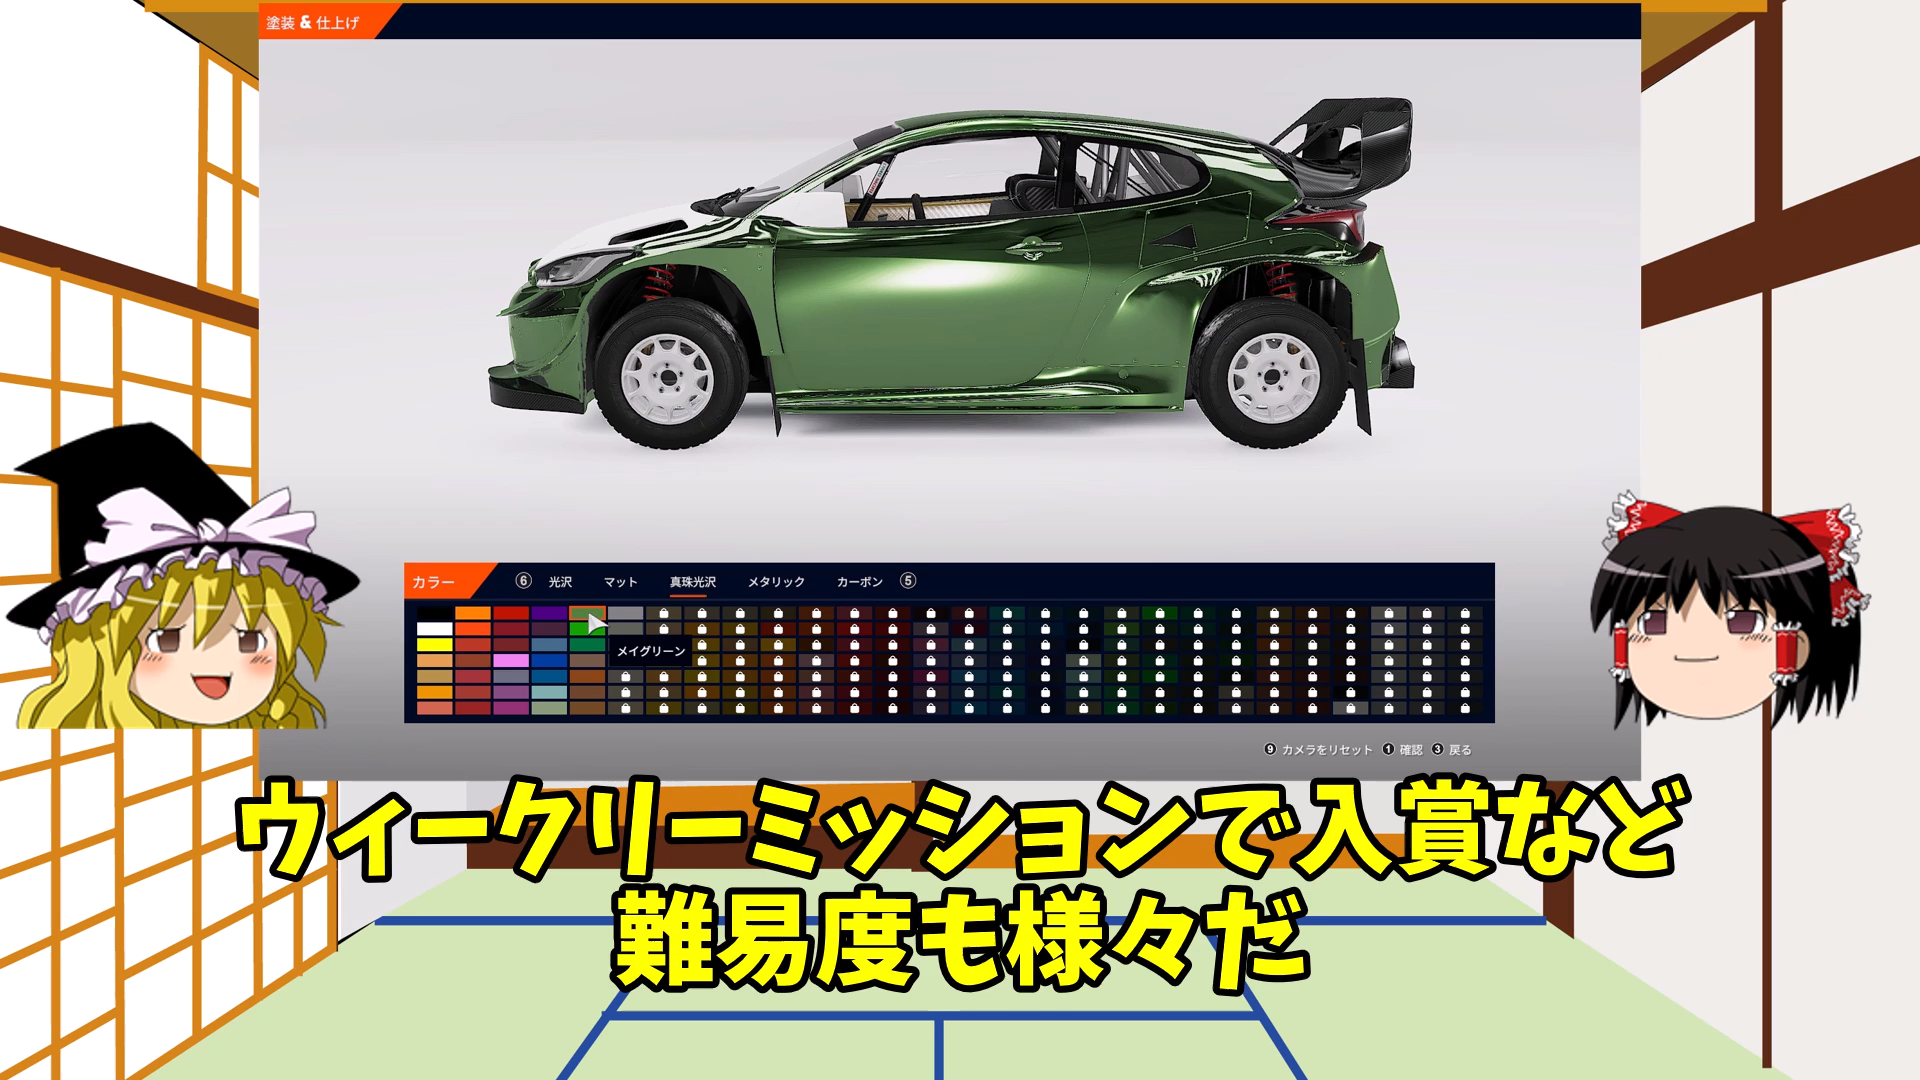 塗装 & 仕上げ
カラー
6 光沢 マット 真珠光沢 メタリック カーボン 5
メイグリーン
9 カメラをリセット 1 確認 3 戻る
ウィークリーミッションで入賞など
難易度も様々だ